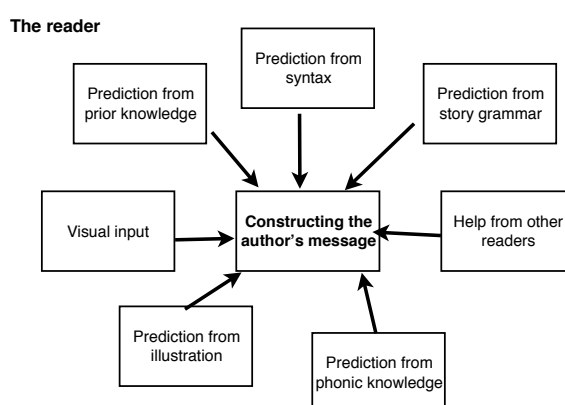 The reader
Prediction from
syntax
Prediction from
prior knowledge
Prediction from
story grammar
Visual input
Constructing the
author's message
Help from other
readers
Prediction from
illustration
Prediction from
phonic knowledge